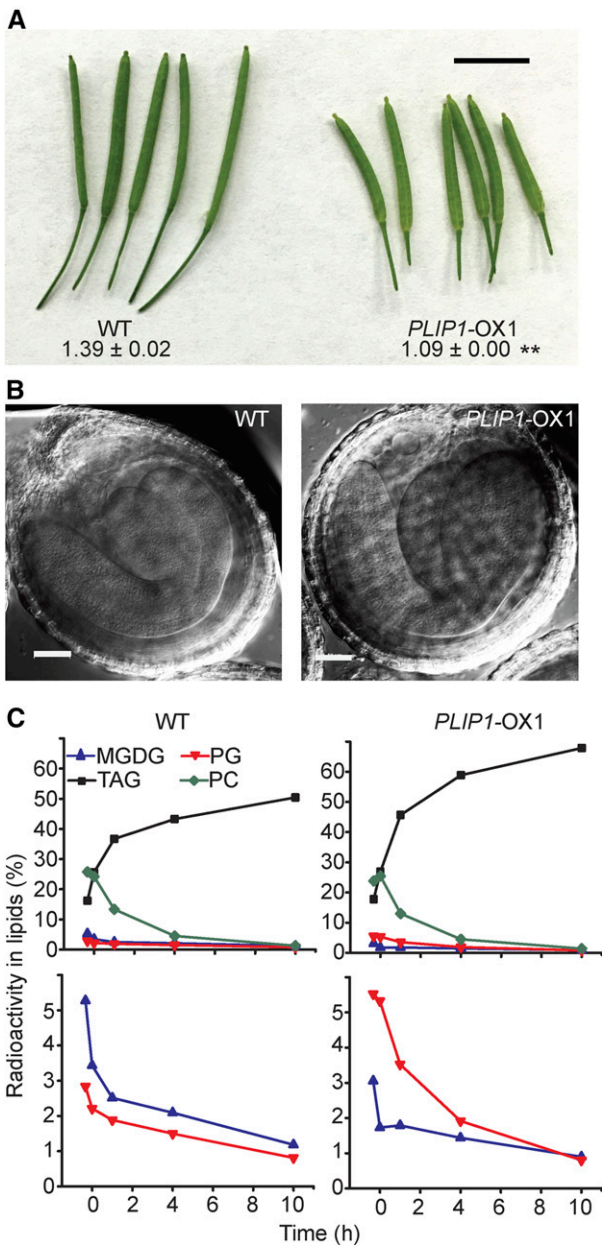 A
WT
1.39 ± 0.02
PLIP1-OX1
1.09 ± 0.00 **
B
WT
PLIP1-OX1
C
WT
PLIP1-OX1
MGDG PG
TAG PC
60
50
40
30
20
10
0
60
50
40
30
20
10
0
Radioactivity in lipids (%)
5
4
3
2
1
0
5
4
3
2
1
0
0 2 4 6 8 10
0 2 4 6 8 10
Time (h)